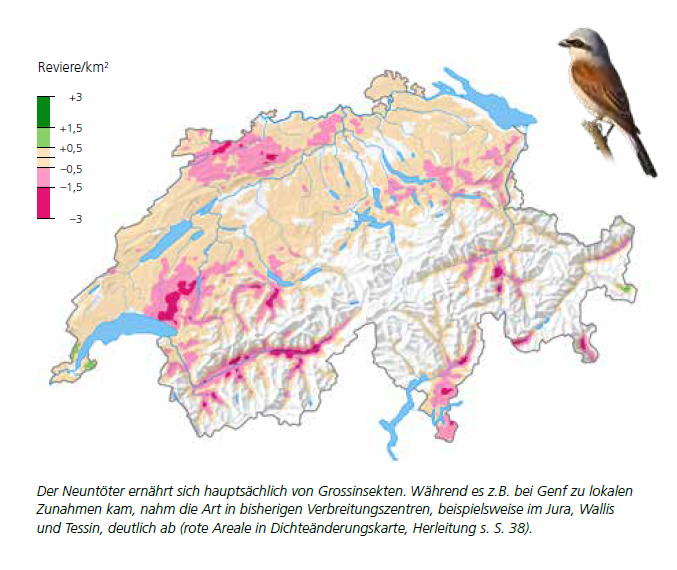 Reviere/km²
+3
+1,5
+0,5
−0,5
−1,5
−3
Der Neuntöter ernährt sich hauptsächlich von Grossinsekten. Während es z.B. bei Genf zu lokalen
Zunahmen kam, nahm die Art in bisherigen Verbreitungszentren, beispielsweise im Jura, Wallis
und Tessin, deutlich ab (rote Areale in Dichteänderungskarte, Herleitung s. S. 38).